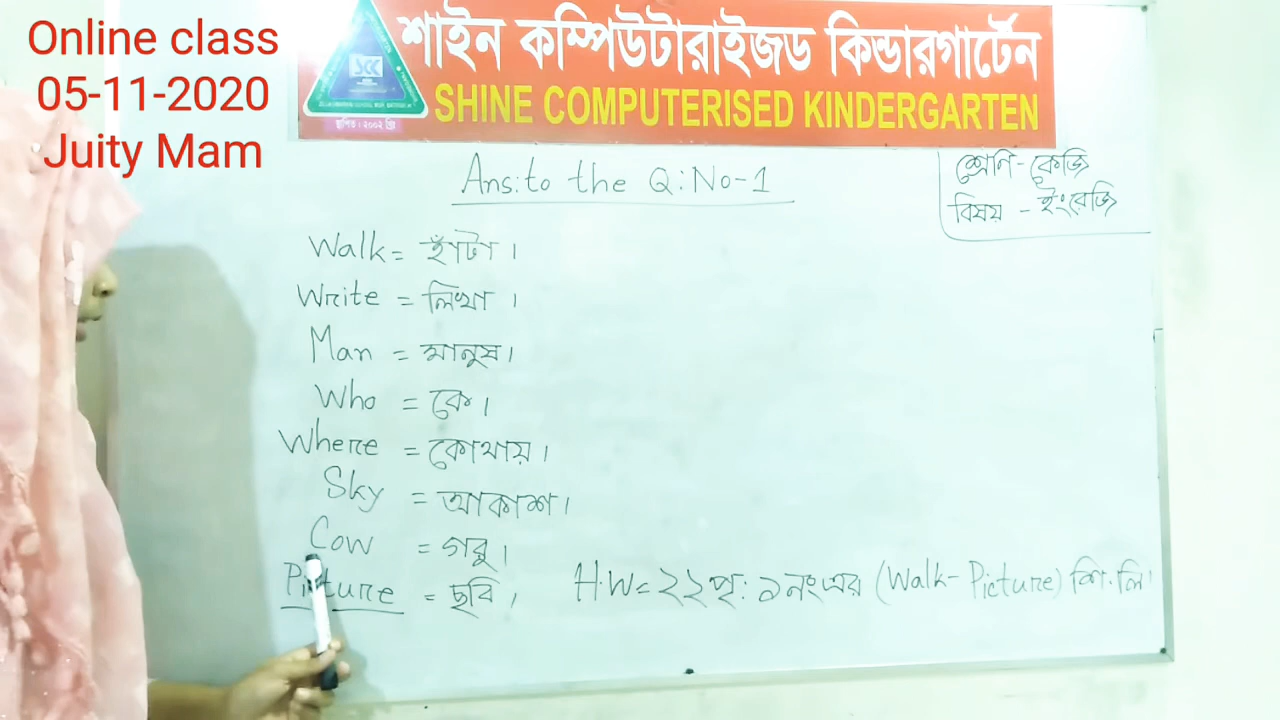 Online class
05-11-2020
Juity Mam
শাইন কম্পিউটারাইজড কিন্ডারগার্টেন
SHINE COMPUTERISED KINDERGARTEN
স্থাপিত : ২০০২ খ্রিঃ
শ্রেণি - কেজি
বিষয় - ইংরেজি
Ans: to the Q: No-1
Walk = হাঁটা।
Write = লিখা।
Man = মানুষ।
Who = কে।
Where = কোথায়।
Sky = আকাশ।
Cow = গরু।
Picture = ছবি।
H.W = ২২পৃ: ১নং এর (Walk - Picture) শি.লি।